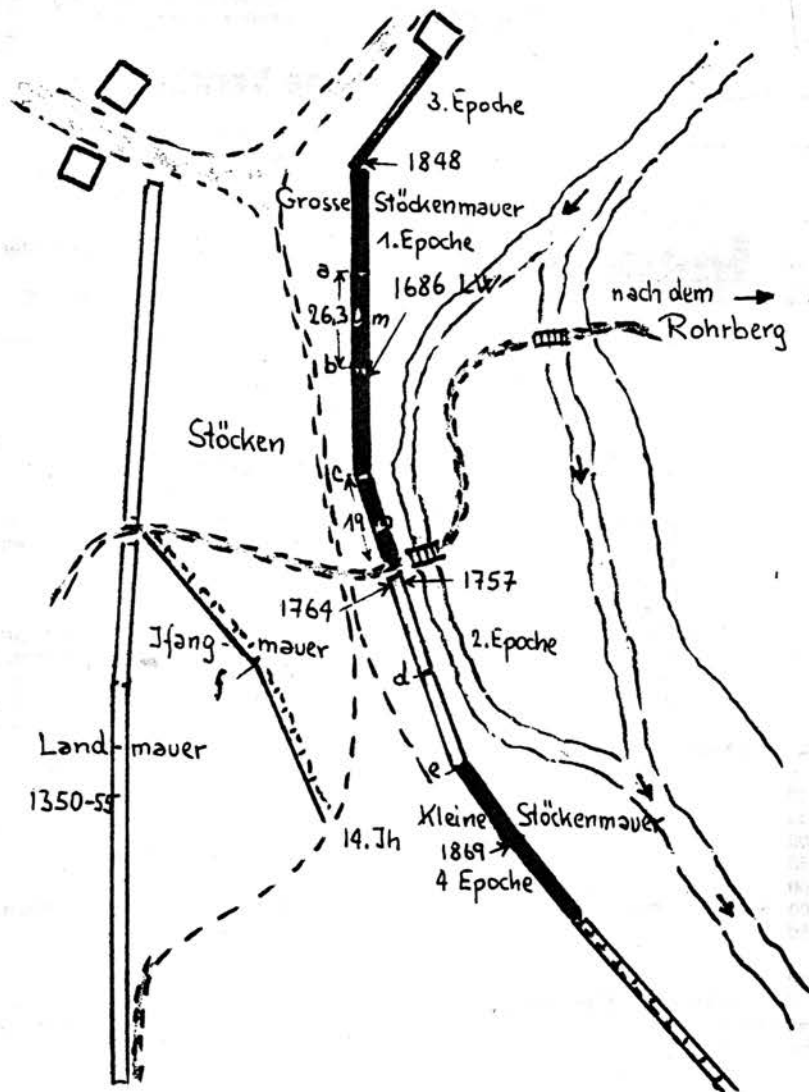 3. Epoche
1848
Grosse Stöckenmauer
1. Epoche
a
1686 LW
nach dem
Rohrberg
26,30 m
b
Stöcken
c
19 m
1757
1764
2. Epoche
Ifang-mauer
f
d
Land mauer
e
1350-55
Kleine Stöckenmauer
1869
14. Jh
4 Epoche